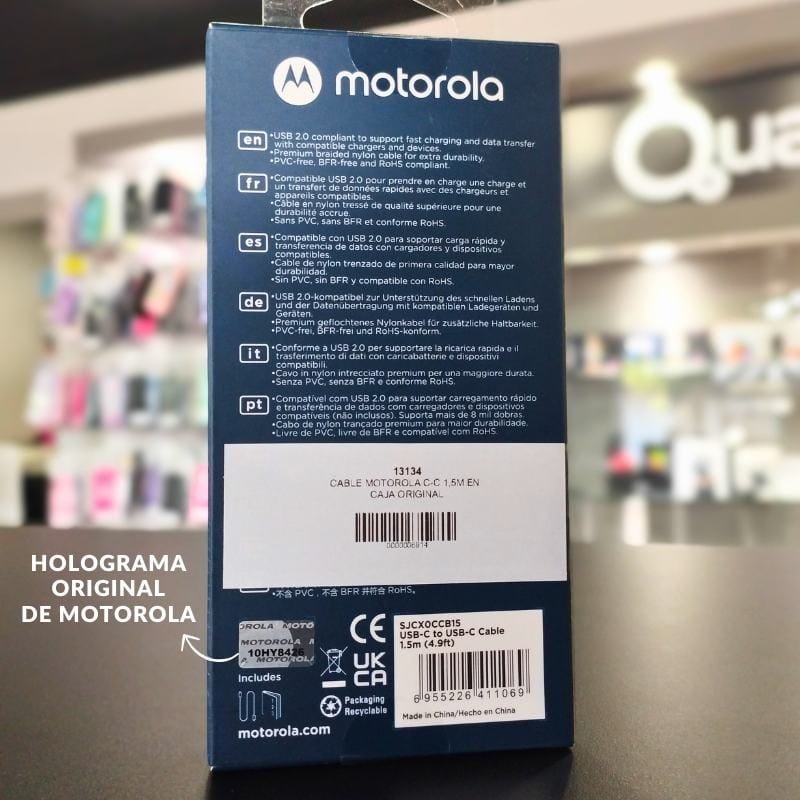 motorola
en
•USB 2.0 compliant to support fast charging and data transfer
with compatible chargers and devices.
•Premium braided nylon cable for extra durability.
•PVC-free, BFR-free and RoHS compliant.
fr
•Compatible USB 2.0 pour prendre en charge une charge et
un transfert de données rapides avec des chargeurs et
appareils compatibles.
•Câble en nylon tressé de qualité supérieure pour une
durabilité accrue.
•Sans PVC, sans BFR et conforme RoHS.
es
•Compatible con USB 2.0 para soportar carga rápida y
transferencia de datos con cargadores y dispositivos
compatibles.
•Cable de nylon trenzado de primera calidad para mayor
durabilidad.
•Sin PVC, sin BFR y compatible con RoHS.
de
•USB 2.0-kompatibel zur Unterstützung des schnellen Ladens
und der Datenübertragung mit kompatiblen Ladegeräten und
Geräten.
•Premium geflochtenes Nylonkabel für zusätzliche Haltbarkeit.
•PVC-frei, BFR-frei und RoHS-konform.
it
•Conforme a USB 2.0 per supportare la ricarica rapida e il
trasferimento di dati con caricabatterie e dispositivi
compatibili.
•Cavo in nylon intrecciato premium per una maggiore durata.
•Senza PVC, senza BFR e conforme RoHS.
pt
•Compatível com USB 2.0 para suportar carregamento rápido
e transferência de dados com carregadores e dispositivos
compatíveis (não inclusos). Suporta mais de 8 mil dobras.
•Cabo de nylon trançado premium para maior durabilidade.
•Livre de PVC, livre de BFR e compatível com RoHS.
13134
CABLE MOTOROLA C-C 1,5M EN
CAJA ORIGINAL
0000006914
•不含 PVC，不含 BFR 并符合 RoHS。
HOLOGRAMA
ORIGINAL
DE MOTOROLA
OROLA MOTO
MOTOROLA
10HY8426
MOTOROLA
CE
UK
CA
Includes
Packaging
Recyclable
motorola.com
SJCX0CCB15
USB-C to USB-C Cable
1.5m (4.9ft)
6 955226 411069
Made in China/Hecho en China
Qua